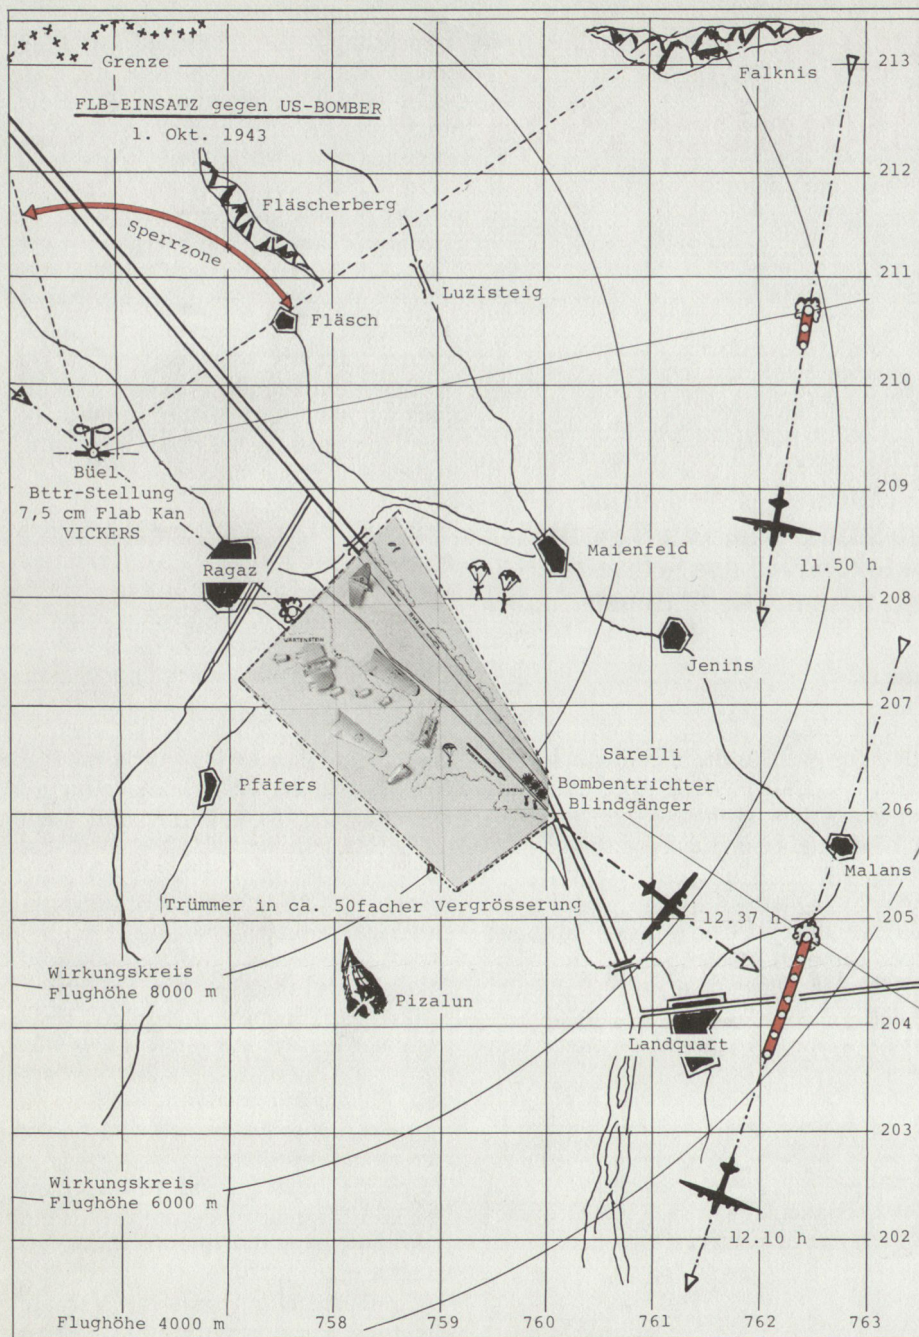 Grenze
Falknis
213
FLB-EINSATZ gegen US-BOMBER
1. Okt. 1943
212
Fläscherberg
Sperrzone
211
Luzisteig
Fläsch
210
Büel
Bttr-Stellung
7,5 cm Flab Kan
VICKERS
209
Maienfeld
11.50 h
Ragaz
208
WARTENSTEIN
Jenins
207
Sarelli
Bombentrichter
Blindgänger
Pfäfers
206
SARELLI
Malans
Trümmer in ca. 50facher Vergrösserung
205
12.37 h
Wirkungskreis
Flughöhe 8000 m
Pizalun
204
Landquart
203
Wirkungskreis
Flughöhe 6000 m
202
12.10 h
Flughöhe 4000 m
758
759
760
761
762
763